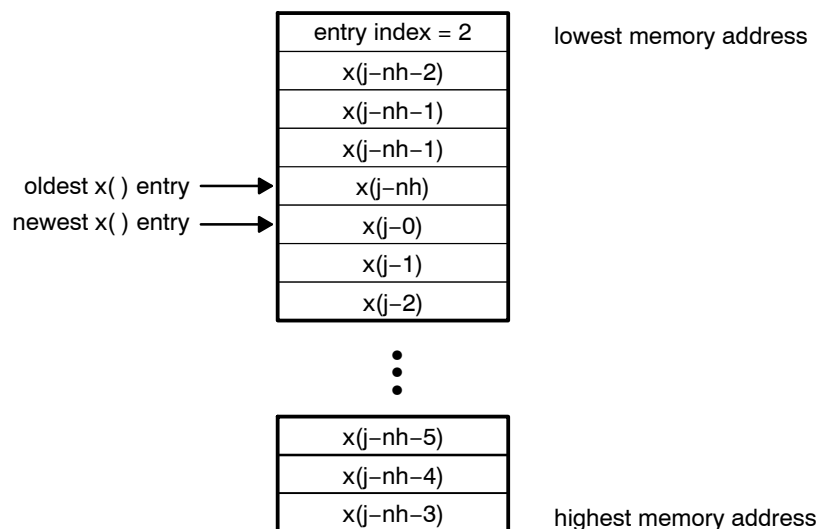 entry index = 2 lowest memory address
x(j−nh−2)
x(j−nh−1)
x(j−nh−1)
oldest x( ) entry x(j−nh)
newest x( ) entry x(j−0)
x(j−1)
x(j−2)
x(j−nh−5)
x(j−nh−4)
x(j−nh−3) highest memory address